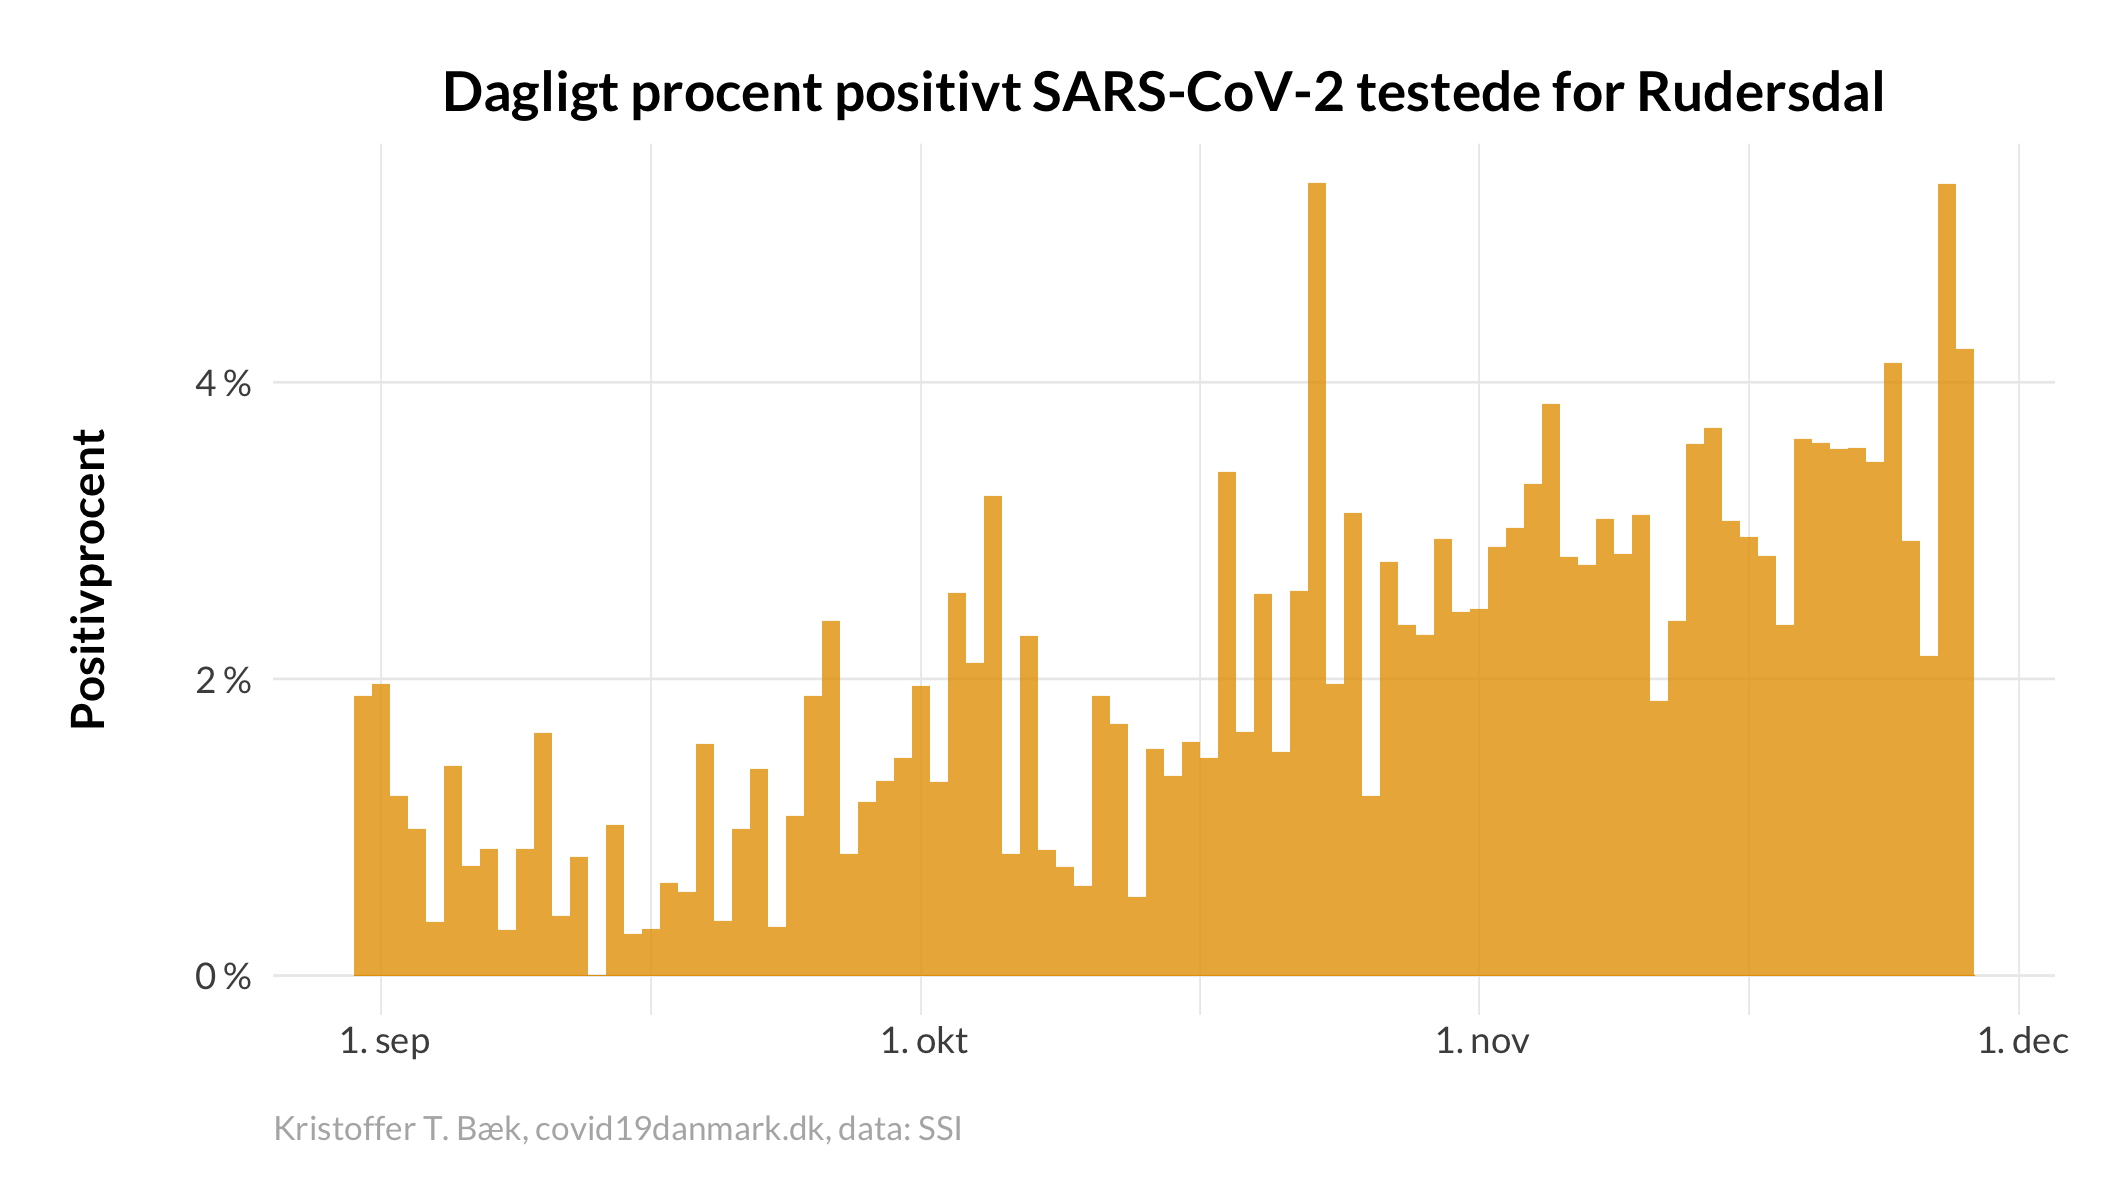 Dagligt procent positivt SARS-CoV-2 testede for Rudersdal
Positivprocent
4 %
2 %
0 %
1. sep
1. okt
1. nov
1. dec
Kristoffer T. Bæk, covid19danmark.dk, data: SSI